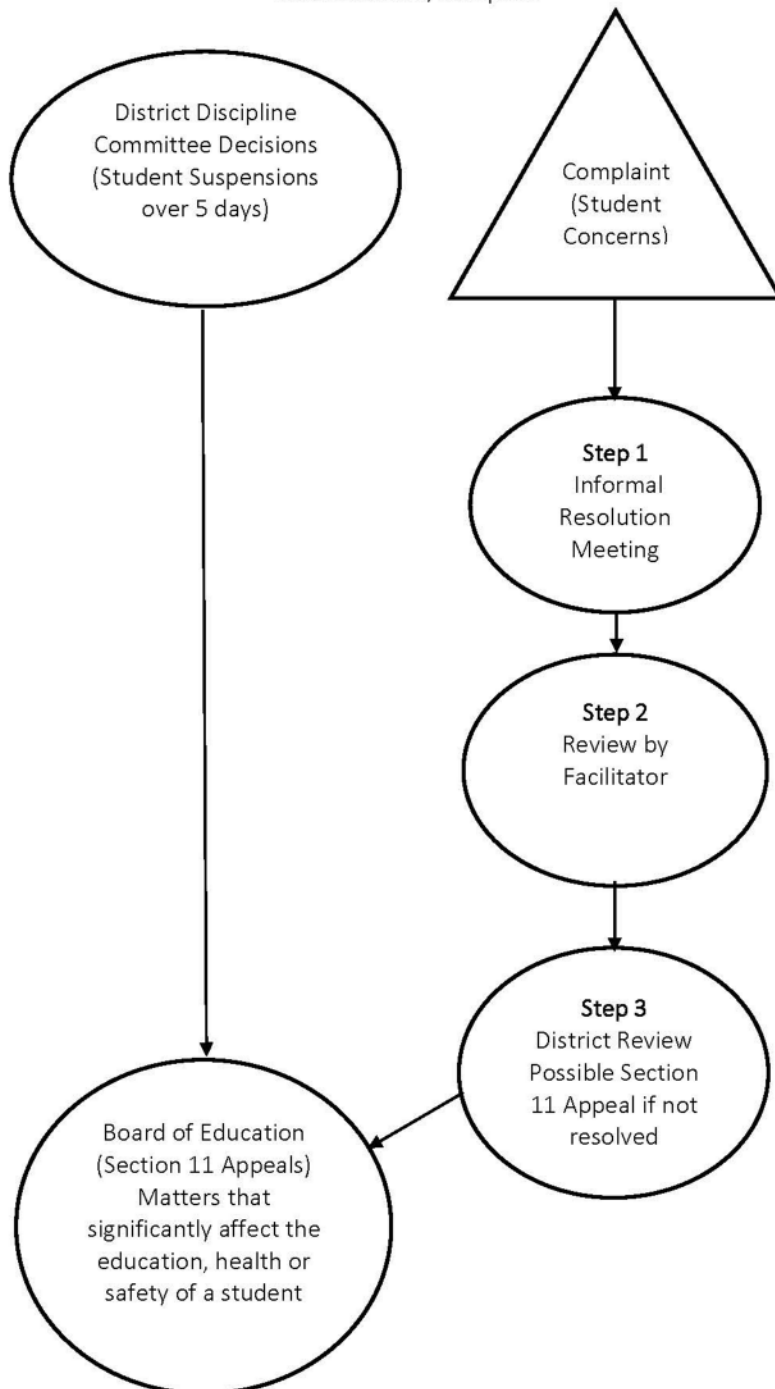 District Discipline
Committee Decisions
(Student Suspensions
over 5 days)
Complaint
(Student
Concerns)
Step 1
Informal
Resolution
Meeting
Step 2
Review by
Facilitator
Step 3
District Review
Possible Section
11 Appeal if not
resolved
Board of Education
(Section 11 Appeals)
Matters that
significantly affect the
education, health or
safety of a student